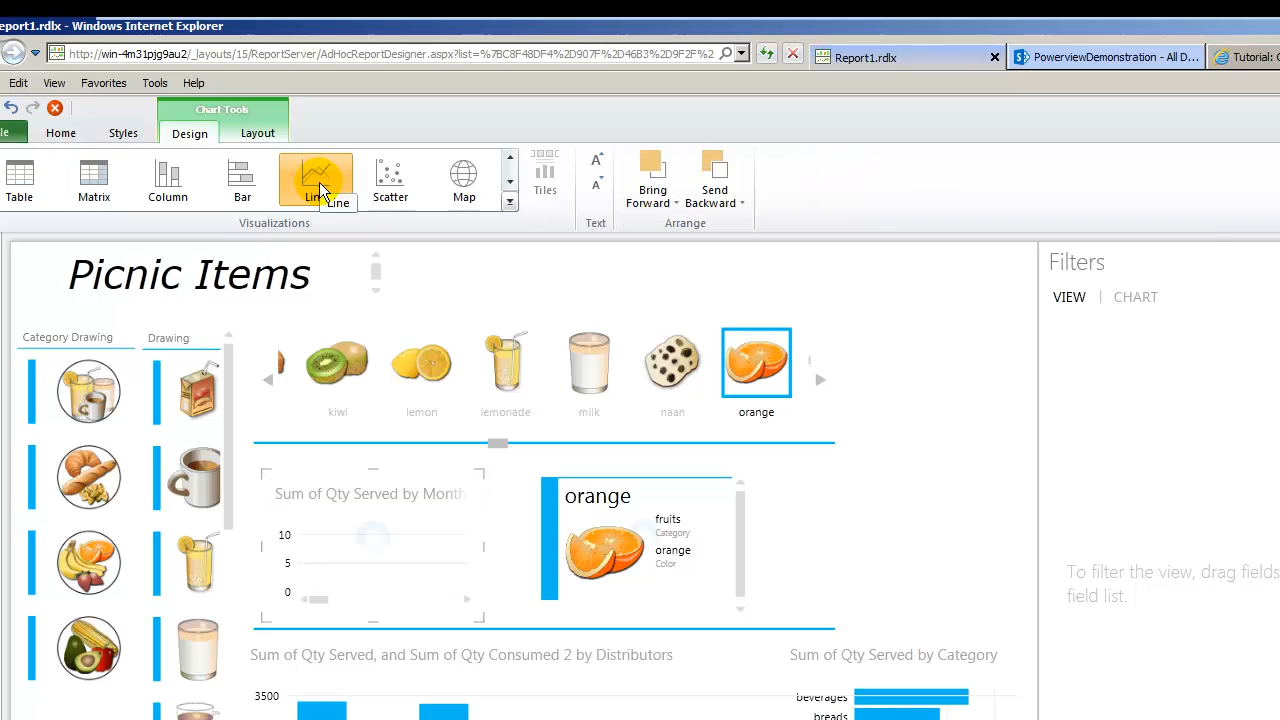 eport1.rdlx - Windows Internet Explorer
http://win-4m31pjg9au2/_layouts/15/ReportServer/AdHocReportDesigner.aspx?list=%7BC8F48DF4%2D907F%2D46B3%2D9F2F%2
Report1.rdlx
PowerviewDemonstration - All D...
Tutorial: C
Edit View Favorites Tools Help
Chart Tools
le Home Styles Design Layout
Table Matrix Column Bar Lin Scatter Map
Line
Tiles
Bring Forward
Send Backward
A
A
Visualizations Text Arrange
Picnic Items
Filters
VIEW | CHART
Category Drawing
Drawing
kiwi lemon lemonade milk naan orange
Sum of Qty Served by Month
10
5
0
orange
fruits
Category
orange
Color
To filter the view, drag fields
field list.
Sum of Qty Served, and Sum of Qty Consumed 2 by Distributors
3500
Sum of Qty Served by Category
beverages
breads